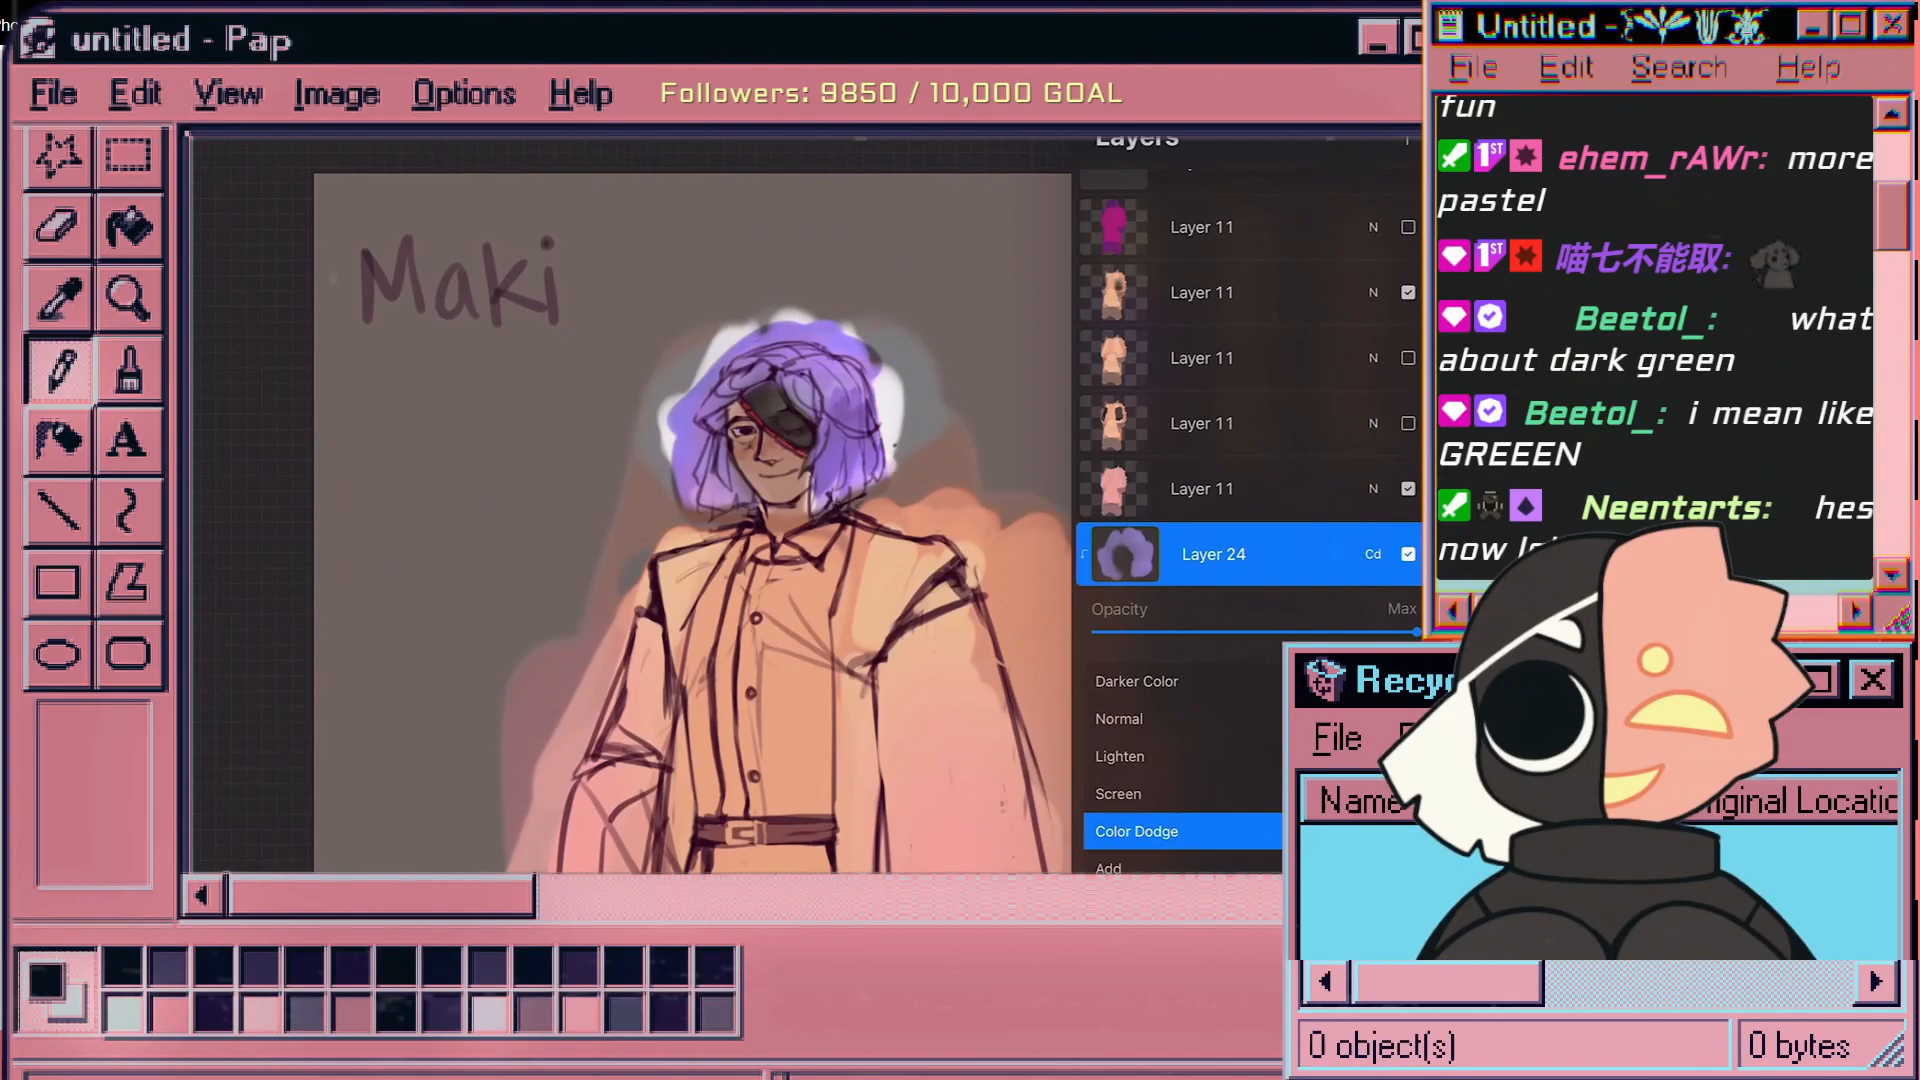 untitled - Pap
File Edit View Image Options Help
Followers: 9850 / 10,000 GOAL
Maki
Layers
Layer 11 N
Layer 11 N
Layer 11 N
Layer 11 N
Layer 11 N
Layer 24 Cd
Opacity Max
Darker Color
Normal
Lighten
Screen
Color Dodge
Add
Untitled -
File Edit Search Help
fun
1ST ehem_rAWr: more
pastel
1ST 喵七不能取:
Beetol_: what
about dark green
Beetol_: i mean like
GREEEN
Neentarts: hes
now
File
Name
0 object(s)
0 bytes